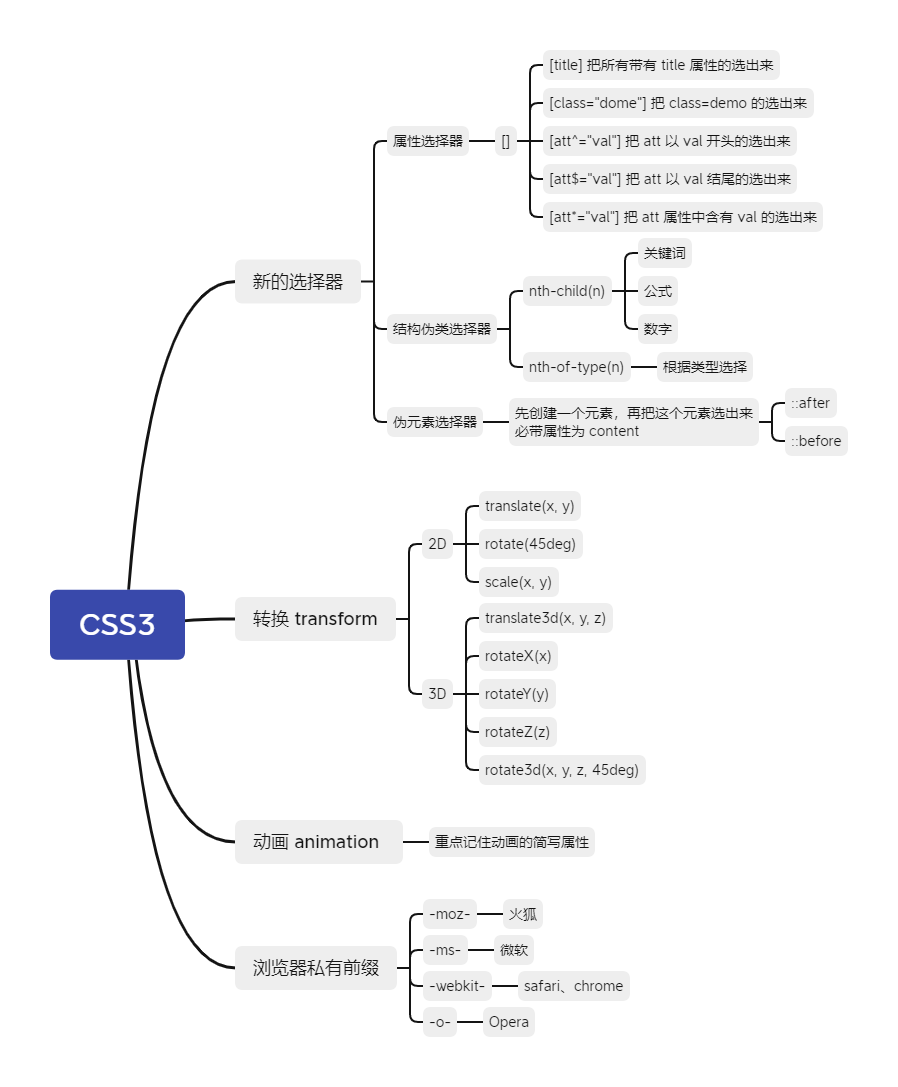 CSS3
新的选择器
属性选择器
[]
[title] 把所有带有 title 属性的选出来
[class="dome"] 把 class=demo 的选出来
[att^="val"] 把 att 以 val 开头的选出来
[att$="val"] 把 att 以 val 结尾的选出来
[att*="val"] 把 att 属性中含有 val 的选出来
结构伪类选择器
nth-child(n)
关键词
公式
数字
nth-of-type(n)
根据类型选择
伪元素选择器
先创建一个元素，再把这个元素选出来
必带属性为 content
::after
::before
转换 transform
2D
translate(x, y)
rotate(45deg)
scale(x, y)
3D
translate3d(x, y, z)
rotateX(x)
rotateY(y)
rotateZ(z)
rotate3d(x, y, z, 45deg)
动画 animation
重点记住动画的简写属性
浏览器私有前缀
-moz-
火狐
-ms-
微软
-webkit-
safari、chrome
-o-
Opera